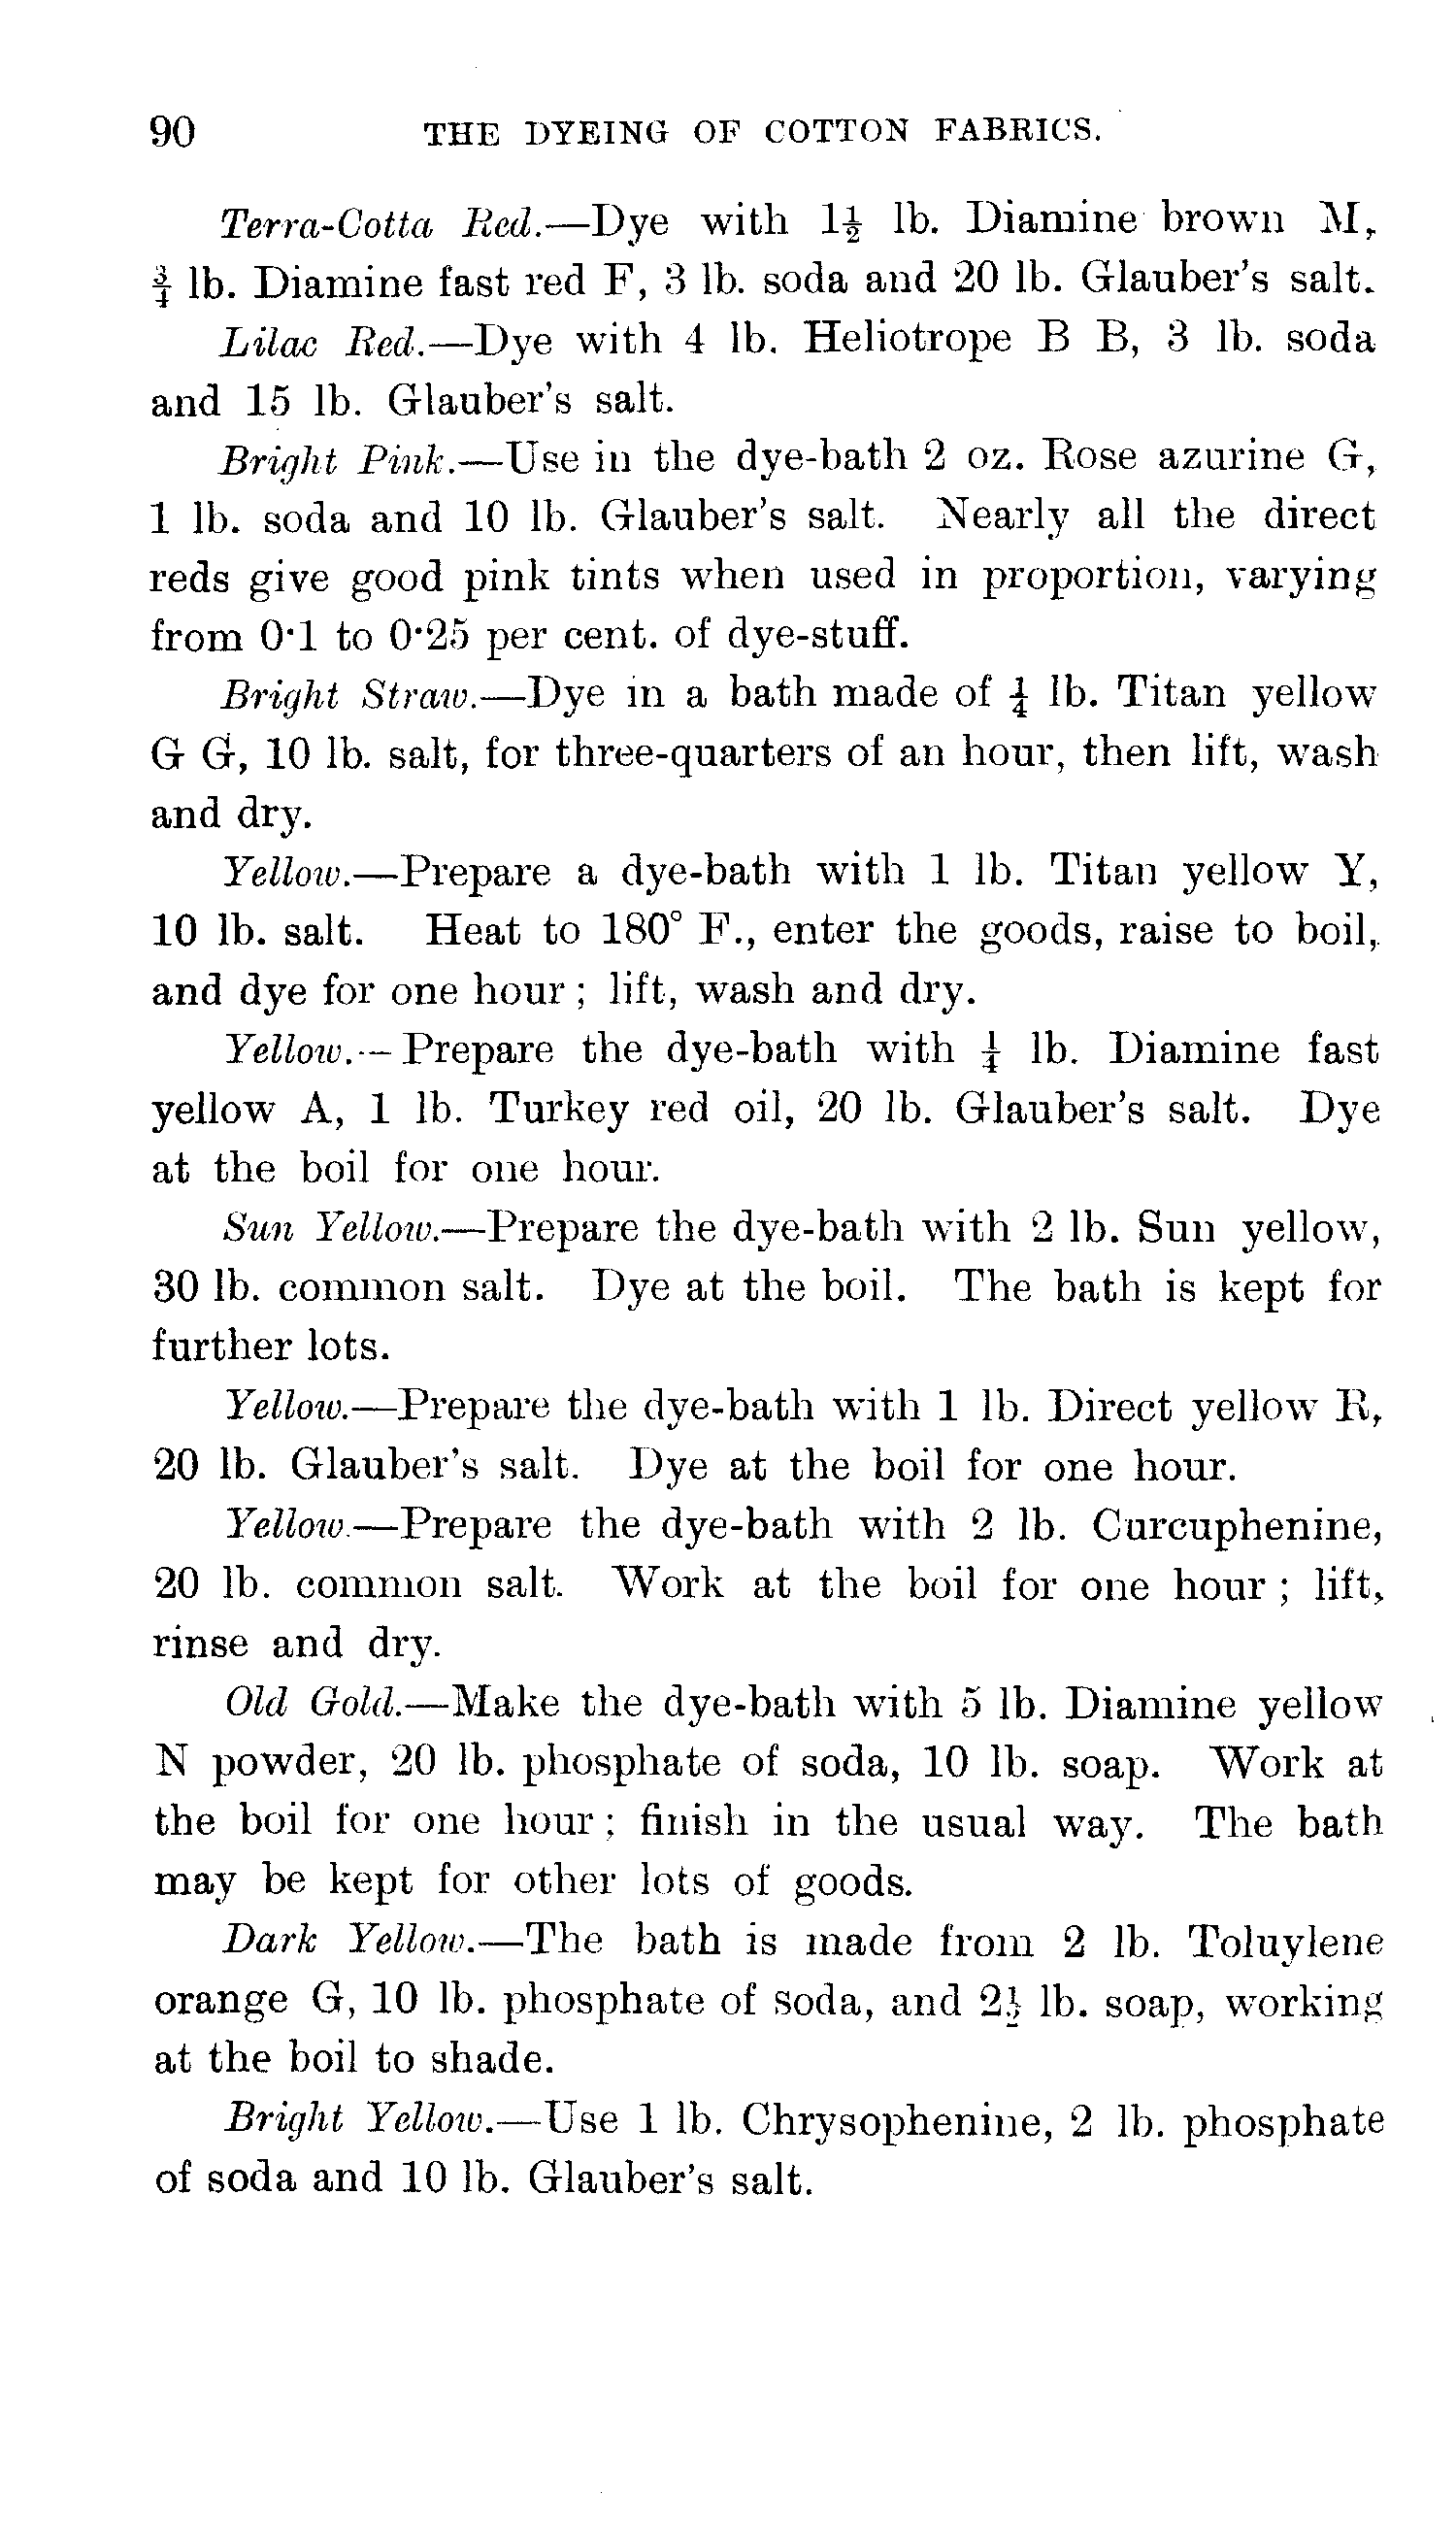 90 THE DYEING OF COTTON FABRICS.
Terra-Cotta Red.—Dye with 1½ lb. Diamine brown M,
¾ lb. Diamine fast red F, 3 lb. soda and 20 lb. Glauber's salt.
Lilac Red.—Dye with 4 lb. Heliotrope B B, 3 lb. soda
and 15 lb. Glauber's salt.
Bright Pink.—Use in the dye-bath 2 oz. Rose azurine G,
1 lb. soda and 10 lb. Glauber's salt. Nearly all the direct
reds give good pink tints when used in proportion, varying
from 0·1 to 0·25 per cent. of dye-stuff.
Bright Straw.—Dye in a bath made of ¼ lb. Titan yellow
G G, 10 lb. salt, for three-quarters of an hour, then lift, wash
and dry.
Yellow.—Prepare a dye-bath with 1 lb. Titan yellow Y,
10 lb. salt. Heat to 180° F., enter the goods, raise to boil,
and dye for one hour; lift, wash and dry.
Yellow.—Prepare the dye-bath with ¼ lb. Diamine fast
yellow A, 1 lb. Turkey red oil, 20 lb. Glauber's salt. Dye
at the boil for one hour.
Sun Yellow.—Prepare the dye-bath with 2 lb. Sun yellow,
30 lb. common salt. Dye at the boil. The bath is kept for
further lots.
Yellow.—Prepare the dye-bath with 1 lb. Direct yellow R,
20 lb. Glauber's salt. Dye at the boil for one hour.
Yellow.—Prepare the dye-bath with 2 lb. Curcuphenine,
20 lb. common salt. Work at the boil for one hour; lift,
rinse and dry.
Old Gold.—Make the dye-bath with 5 lb. Diamine yellow
N powder, 20 lb. phosphate of soda, 10 lb. soap. Work at
the boil for one hour; finish in the usual way. The bath
may be kept for other lots of goods.
Dark Yellow.—The bath is made from 2 lb. Toluylene
orange G, 10 lb. phosphate of soda, and 2½ lb. soap, working
at the boil to shade.
Bright Yellow.—Use 1 lb. Chrysophenine, 2 lb. phosphate
of soda and 10 lb. Glauber's salt.